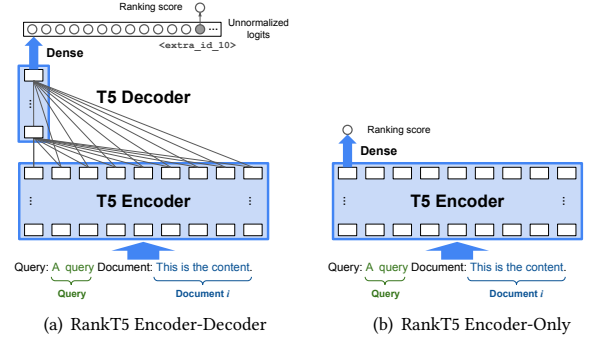 Ranking score
Unnormalized
logits
...
<extra_id_10>
Dense
T5 Decoder
...
T5 Encoder
... ...
Query: A query Document: This is the content.
Query Document i
(a) RankT5 Encoder-Decoder
Ranking score
Dense
T5 Encoder
... ...
Query: A query Document: This is the content.
Query Document i
(b) RankT5 Encoder-Only